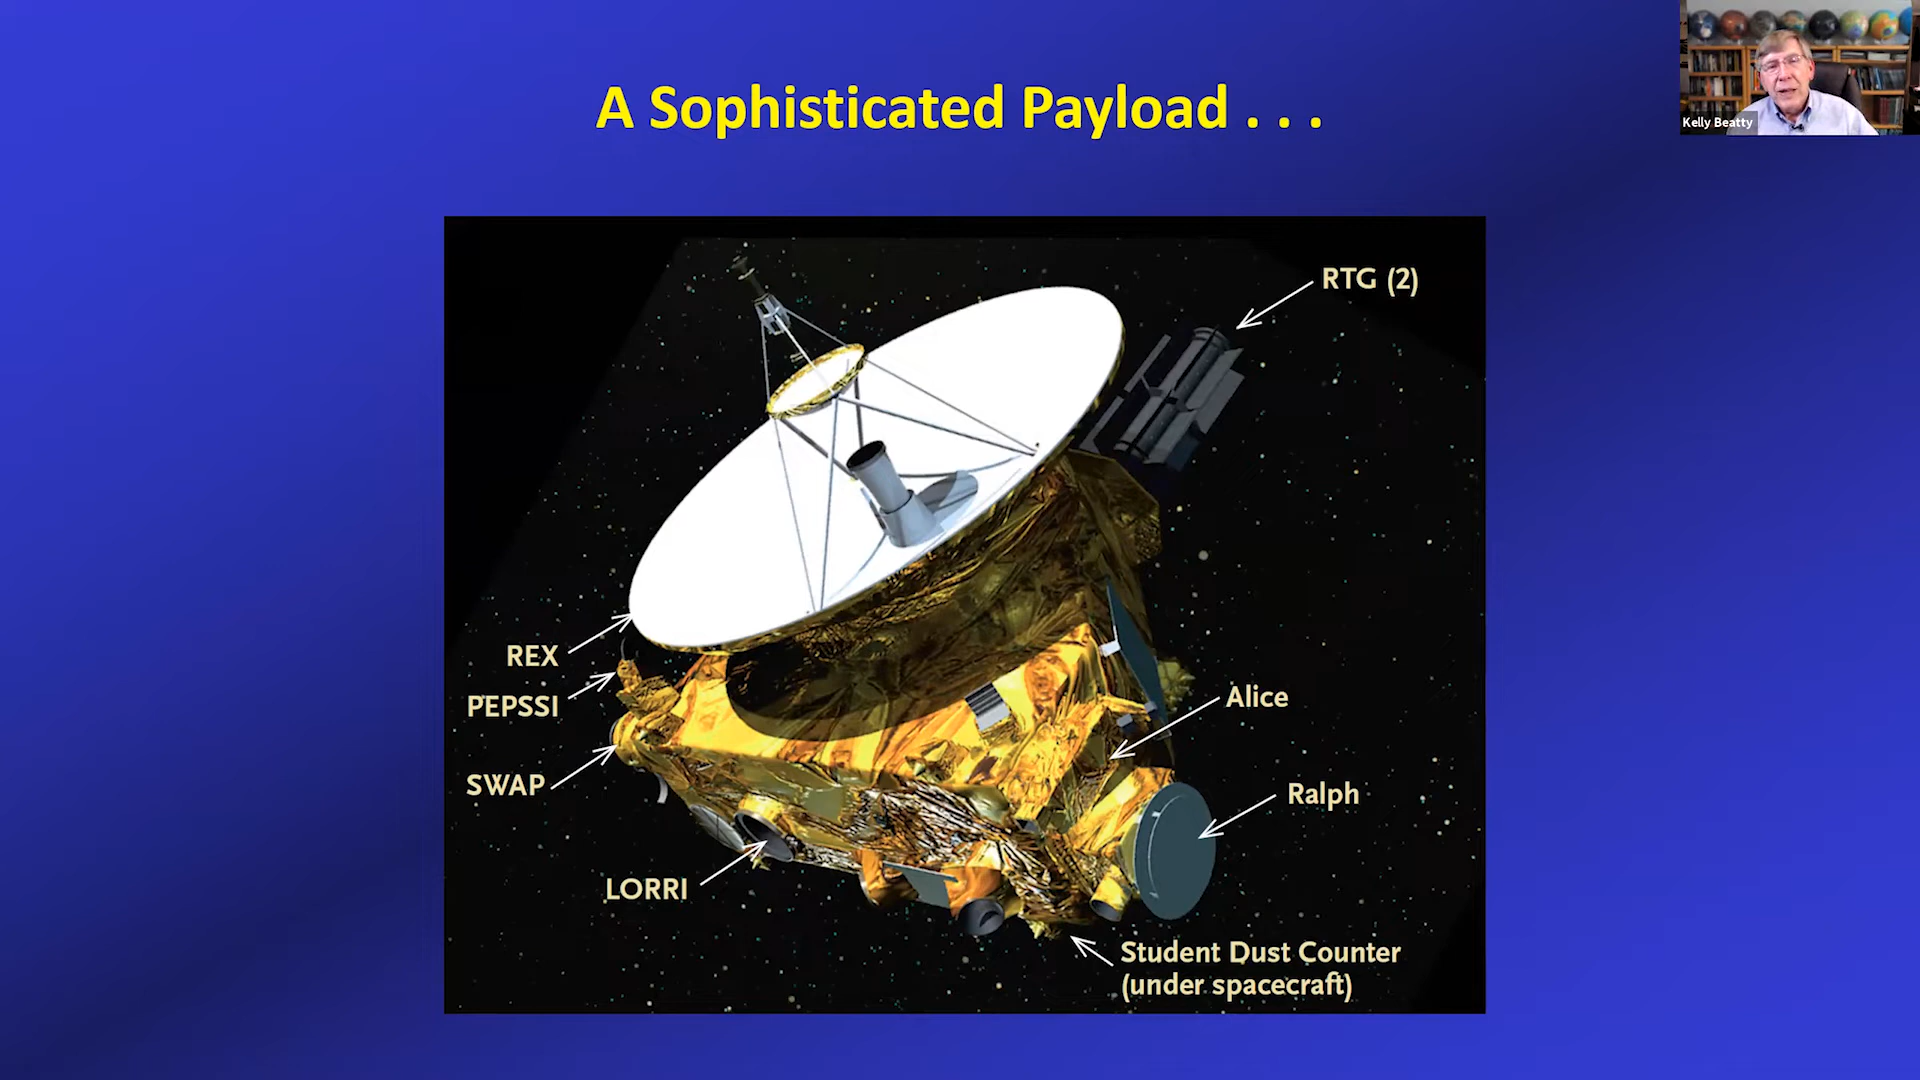 A Sophisticated Payload . . .
Kelly Beatty
RTG (2)
REX
PEPSSI
SWAP
LORRI
Alice
Ralph
Student Dust Counter
(under spacecraft)